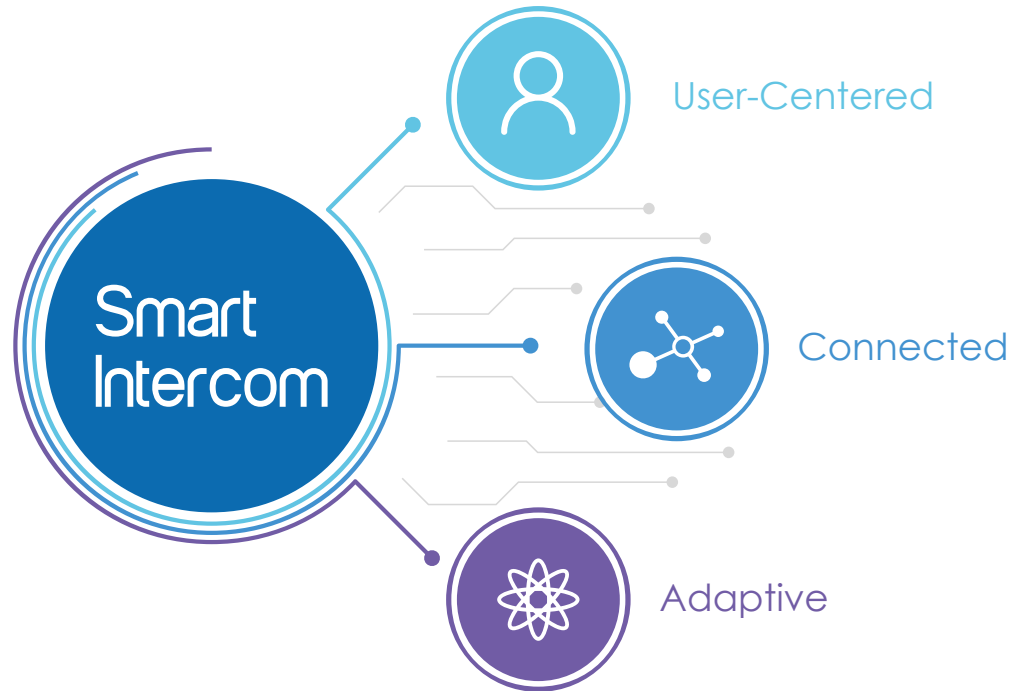 User-Centered
Smart
Intercom
Connected
Adaptive